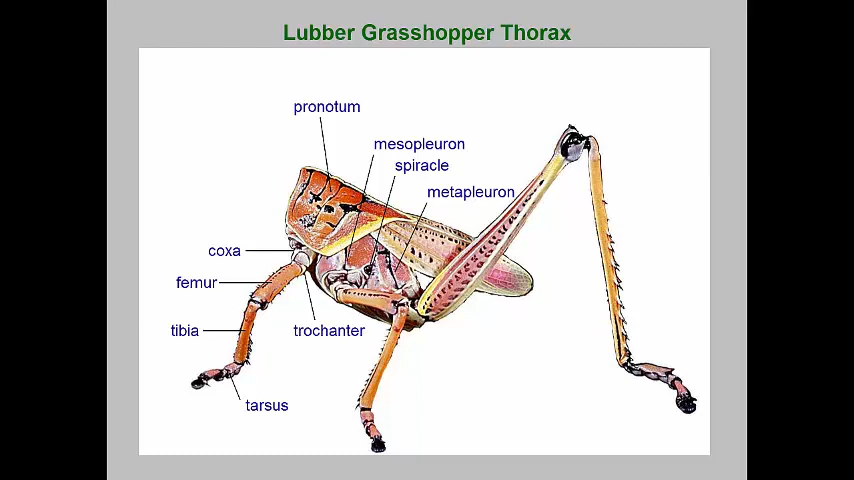 Lubber Grasshopper Thorax
pronotum
mesopleuron
spiracle
metapleuron
coxa
femur
tibia
trochanter
tarsus